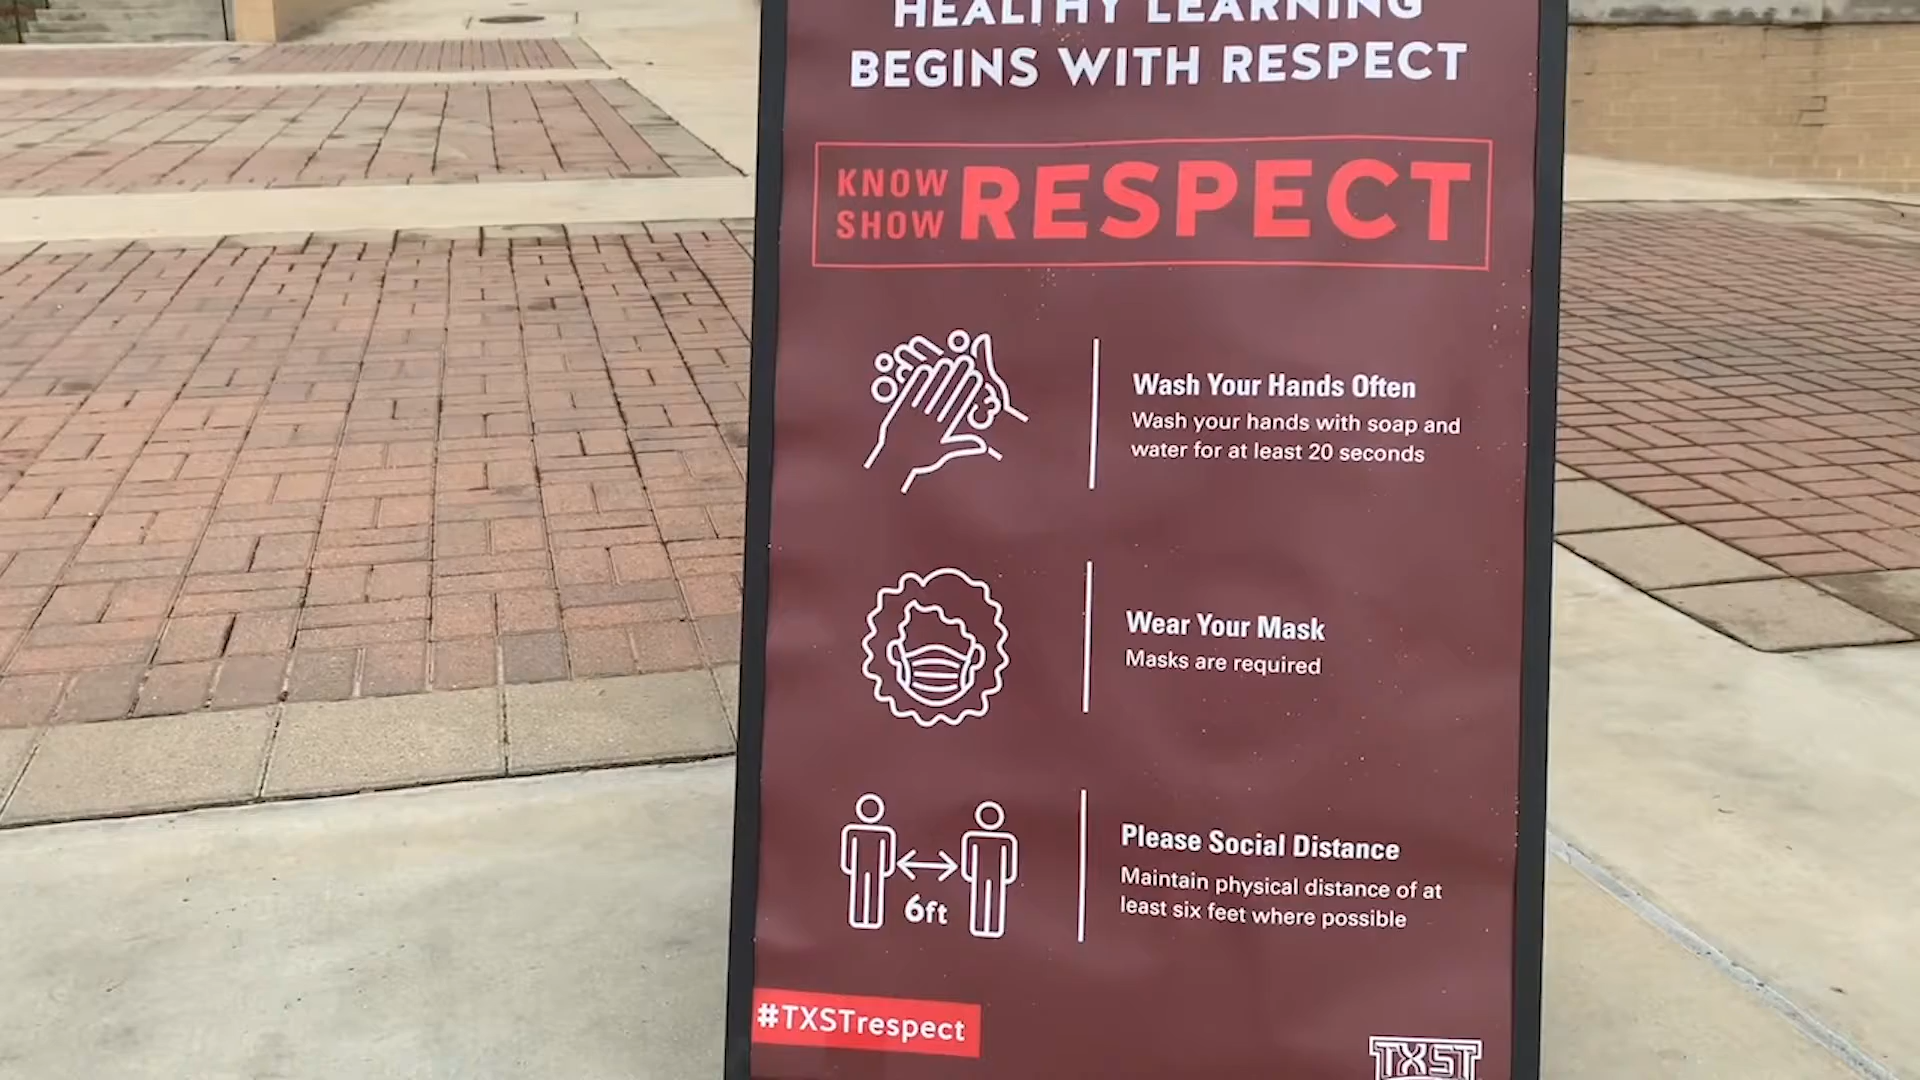 HEALTHY LEARNING
BEGINS WITH RESPECT
KNOW
SHOW
RESPECT
Wash Your Hands Often
Wash your hands with soap and
water for at least 20 seconds
Wear Your Mask
Masks are required
6ft
Please Social Distance
Maintain physical distance of at
least six feet where possible
#TXSTrespect
TXST